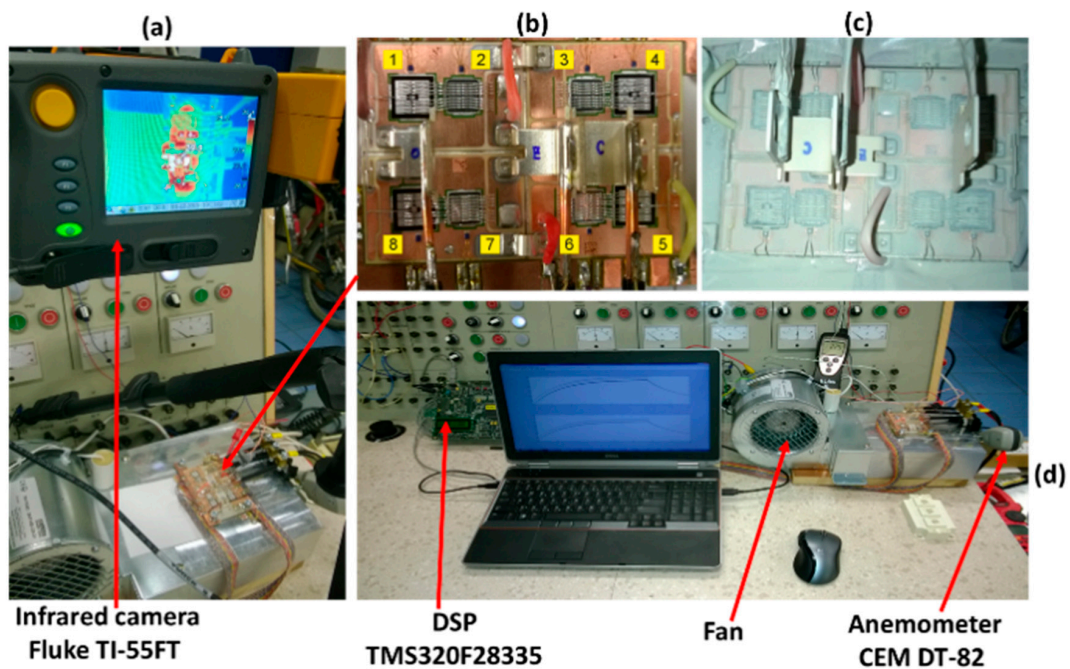 (a)
(b)
(c)
1
2
3
4
C
8
7
6
5
C
(d)
Infrared camera
Fluke TI-55FT
DSP
TMS320F28335
Fan
Anemometer
CEM DT-82